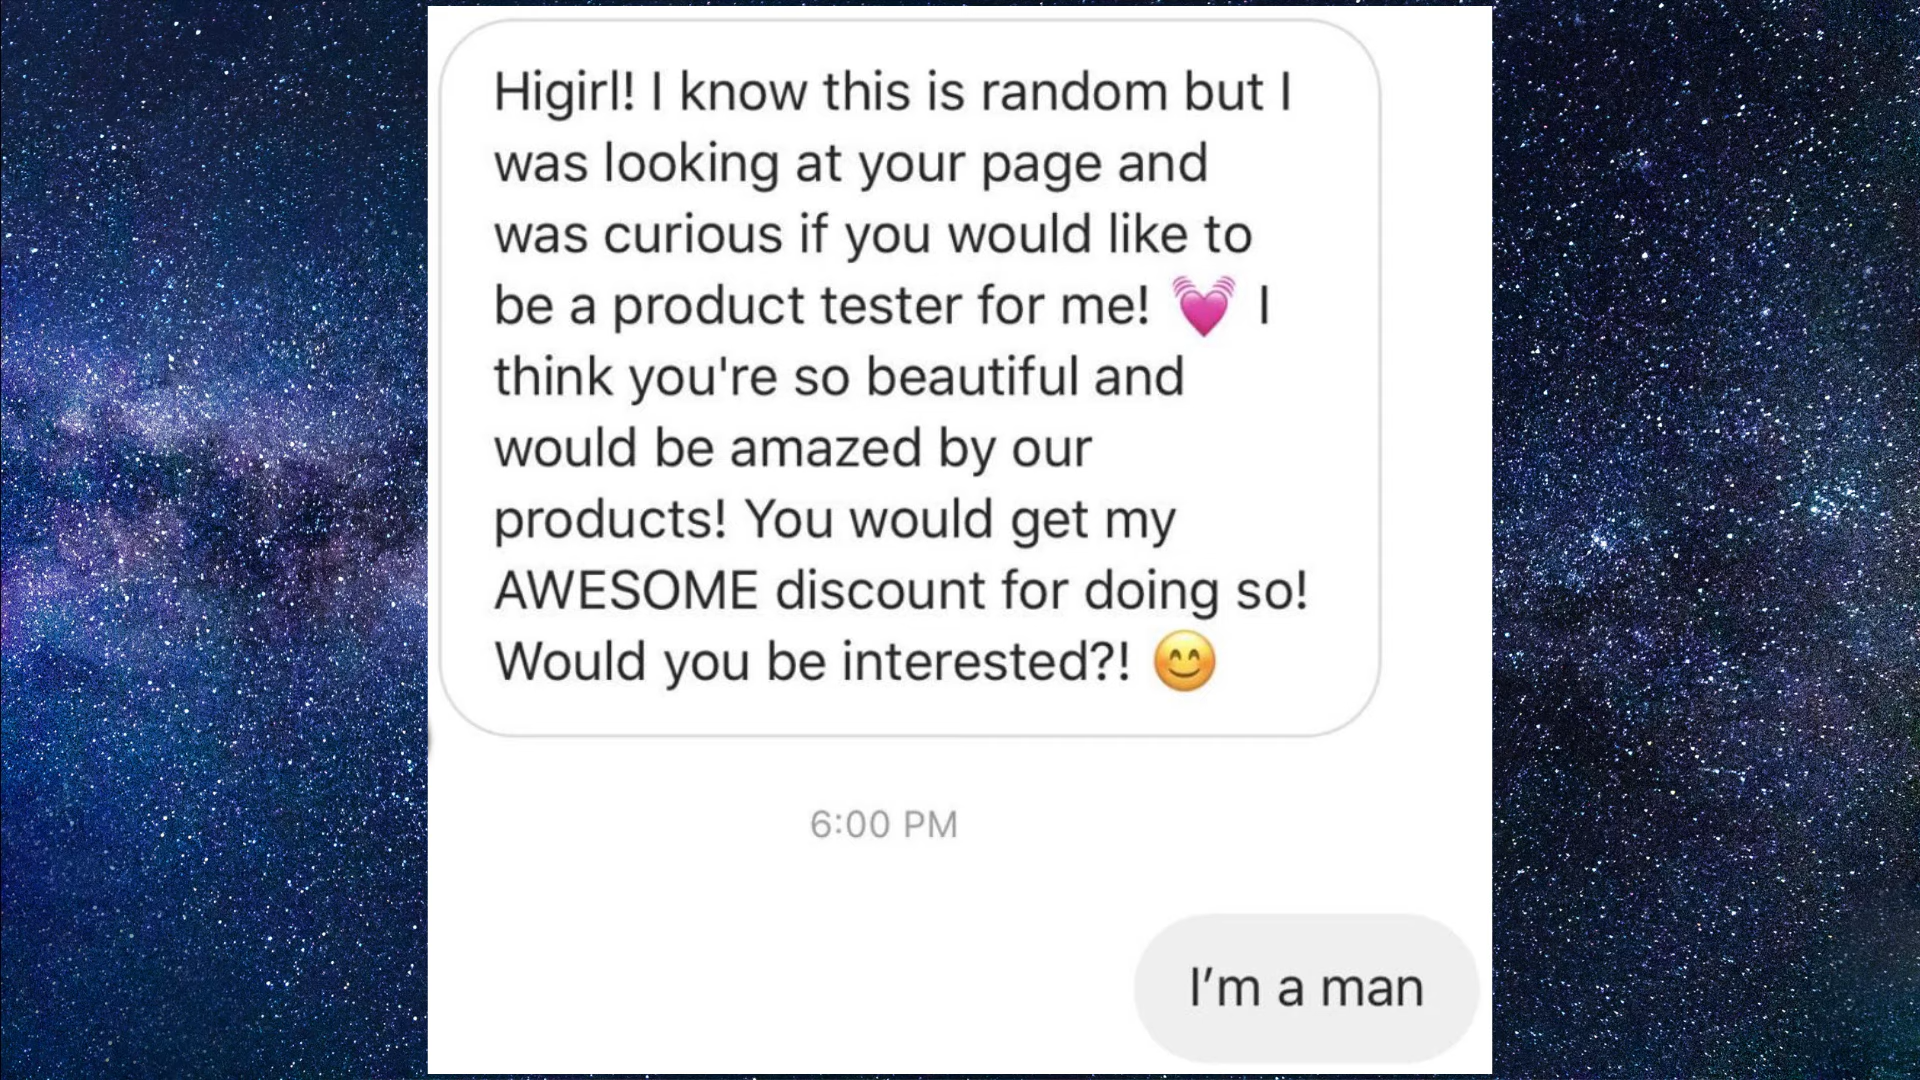 Higirl! I know this is random but I
was looking at your page and
was curious if you would like to
be a product tester for me! 💓 I
think you're so beautiful and
would be amazed by our
products! You would get my
AWESOME discount for doing so!
Would you be interested?! 😊
6:00 PM
I’m a man